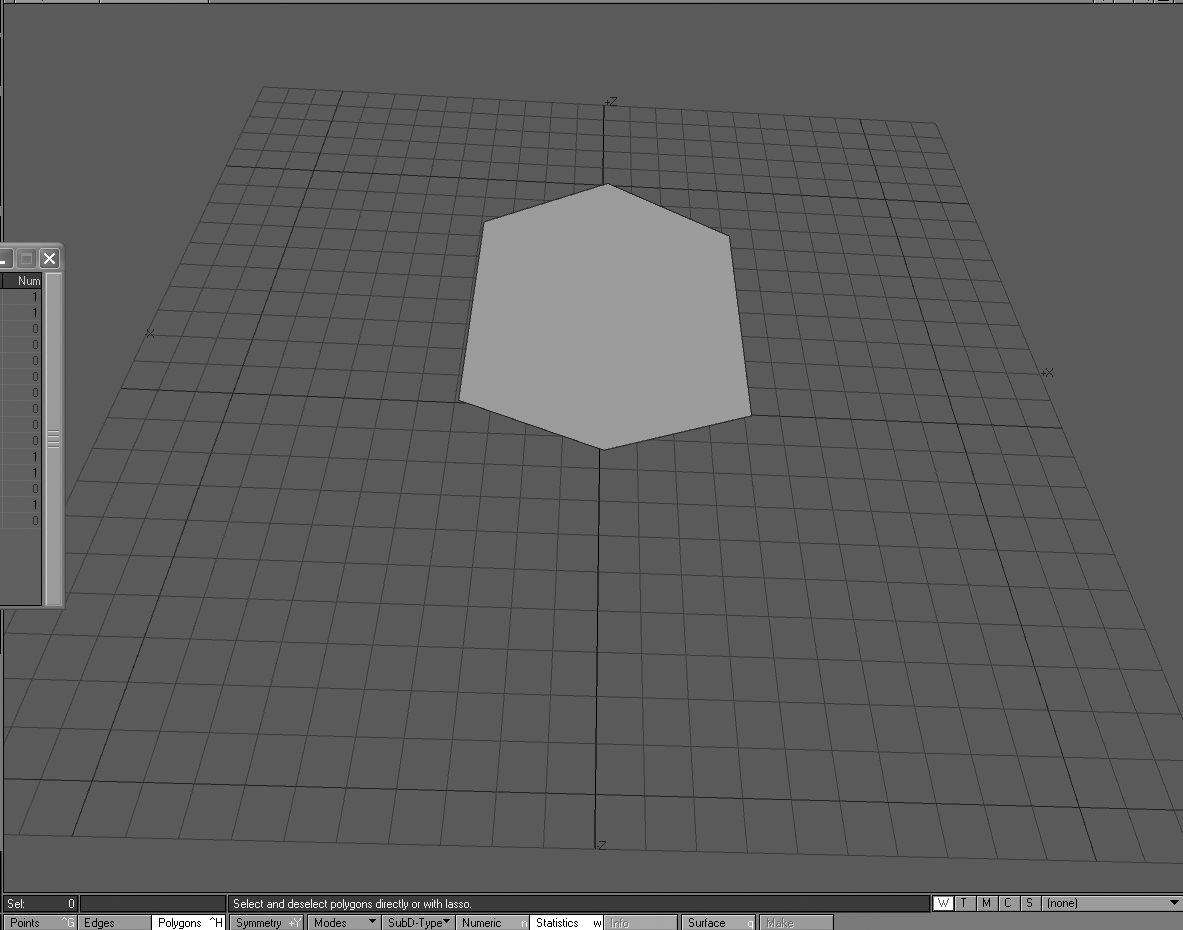 +Z
Num
1
1
0
0
0
0
0
0
0
0
1
1
0
1
0
-X
+X
-Z
Sel: 0
Select and deselect polygons directly or with lasso.
W T M C S (none)
Points ^G Edges Polygons ^H Symmetry +Y Modes SubD-Type Numeric n Statistics w Info Surface q Make